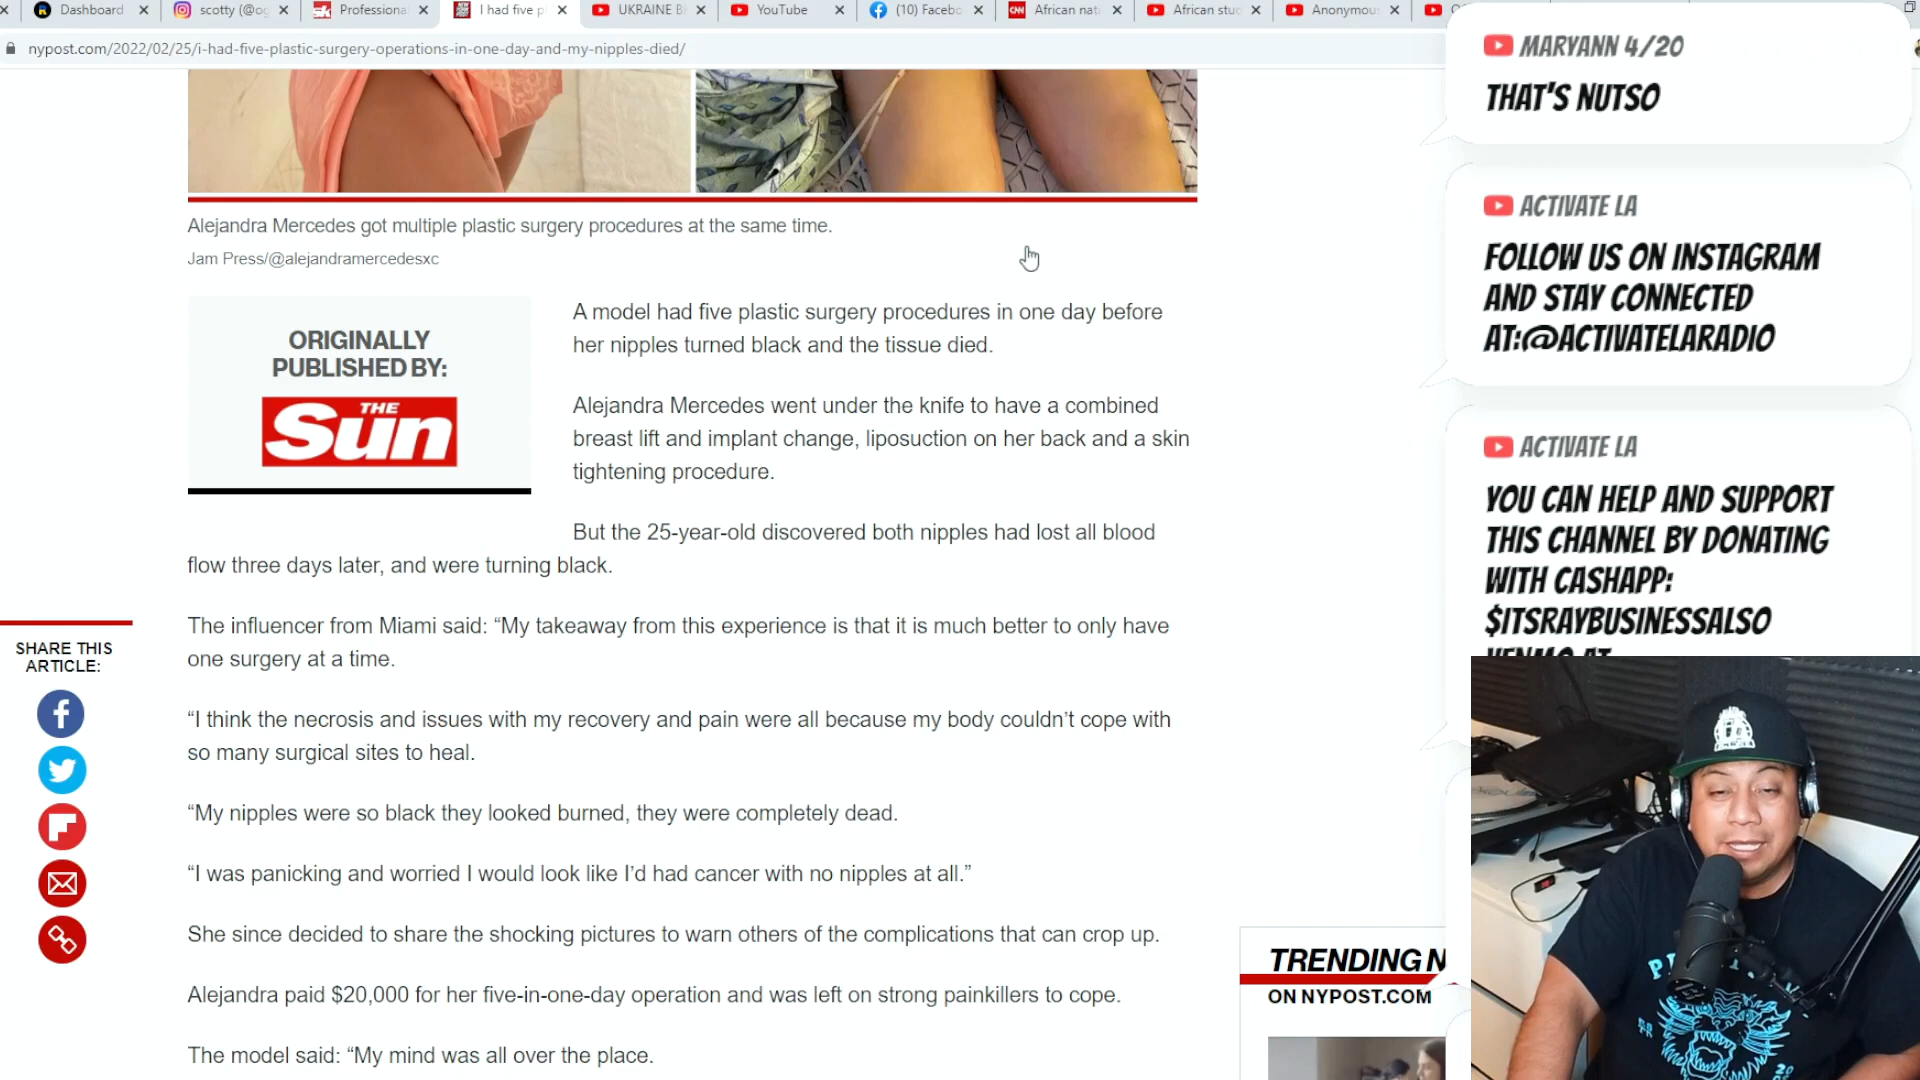 Dashboard
scotty (@og
Professiona
I had five p
UKRAINE B
YouTube
(10) Facebo
African nat
African stu
Anonymou
nypost.com/2022/02/25/i-had-five-plastic-surgery-operations-in-one-day-and-my-nipples-died/
Alejandra Mercedes got multiple plastic surgery procedures at the same time.
Jam Press/@alejandramercedesxc
ORIGINALLY
PUBLISHED BY:
THE
Sun
A model had five plastic surgery procedures in one day before
her nipples turned black and the tissue died.
Alejandra Mercedes went under the knife to have a combined
breast lift and implant change, liposuction on her back and a skin
tightening procedure.
But the 25-year-old discovered both nipples had lost all blood
flow three days later, and were turning black.
The influencer from Miami said: “My takeaway from this experience is that it is much better to only have
one surgery at a time.
“I think the necrosis and issues with my recovery and pain were all because my body couldn’t cope with
so many surgical sites to heal.
“My nipples were so black they looked burned, they were completely dead.
“I was panicking and worried I would look like I’d had cancer with no nipples at all.”
She since decided to share the shocking pictures to warn others of the complications that can crop up.
Alejandra paid $20,000 for her five-in-one-day operation and was left on strong painkillers to cope.
The model said: “My mind was all over the place.
SHARE THIS
ARTICLE:
TRENDING N
ON NYPOST.COM
MARYANN 4/20
THAT'S NUTSO
ACTIVATE LA
FOLLOW US ON INSTAGRAM
AND STAY CONNECTED
AT:@ACTIVATELARADIO
ACTIVATE LA
YOU CAN HELP AND SUPPORT
THIS CHANNEL BY DONATING
WITH CASHAPP:
$ITSRAYBUSINESSALSO
VENMO AT